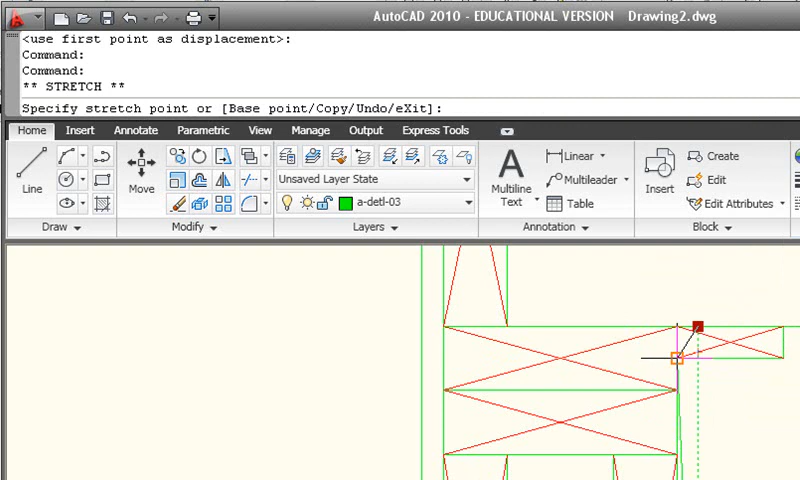 AutoCAD 2010 - EDUCATIONAL VERSION Drawing2.dwg
<use first point as displacement>:
Command:
Command:
** STRETCH **
Specify stretch point or [Base point/Copy/Undo/eXit]:
Home Insert Annotate Parametric View Manage Output Express Tools
Line
Move
Unsaved Layer State
a-detl-03
A
Multiline
Text
Linear
Multileader
Table
Insert
Create
Edit
Edit Attributes
Draw Modify Layers Annotation Block